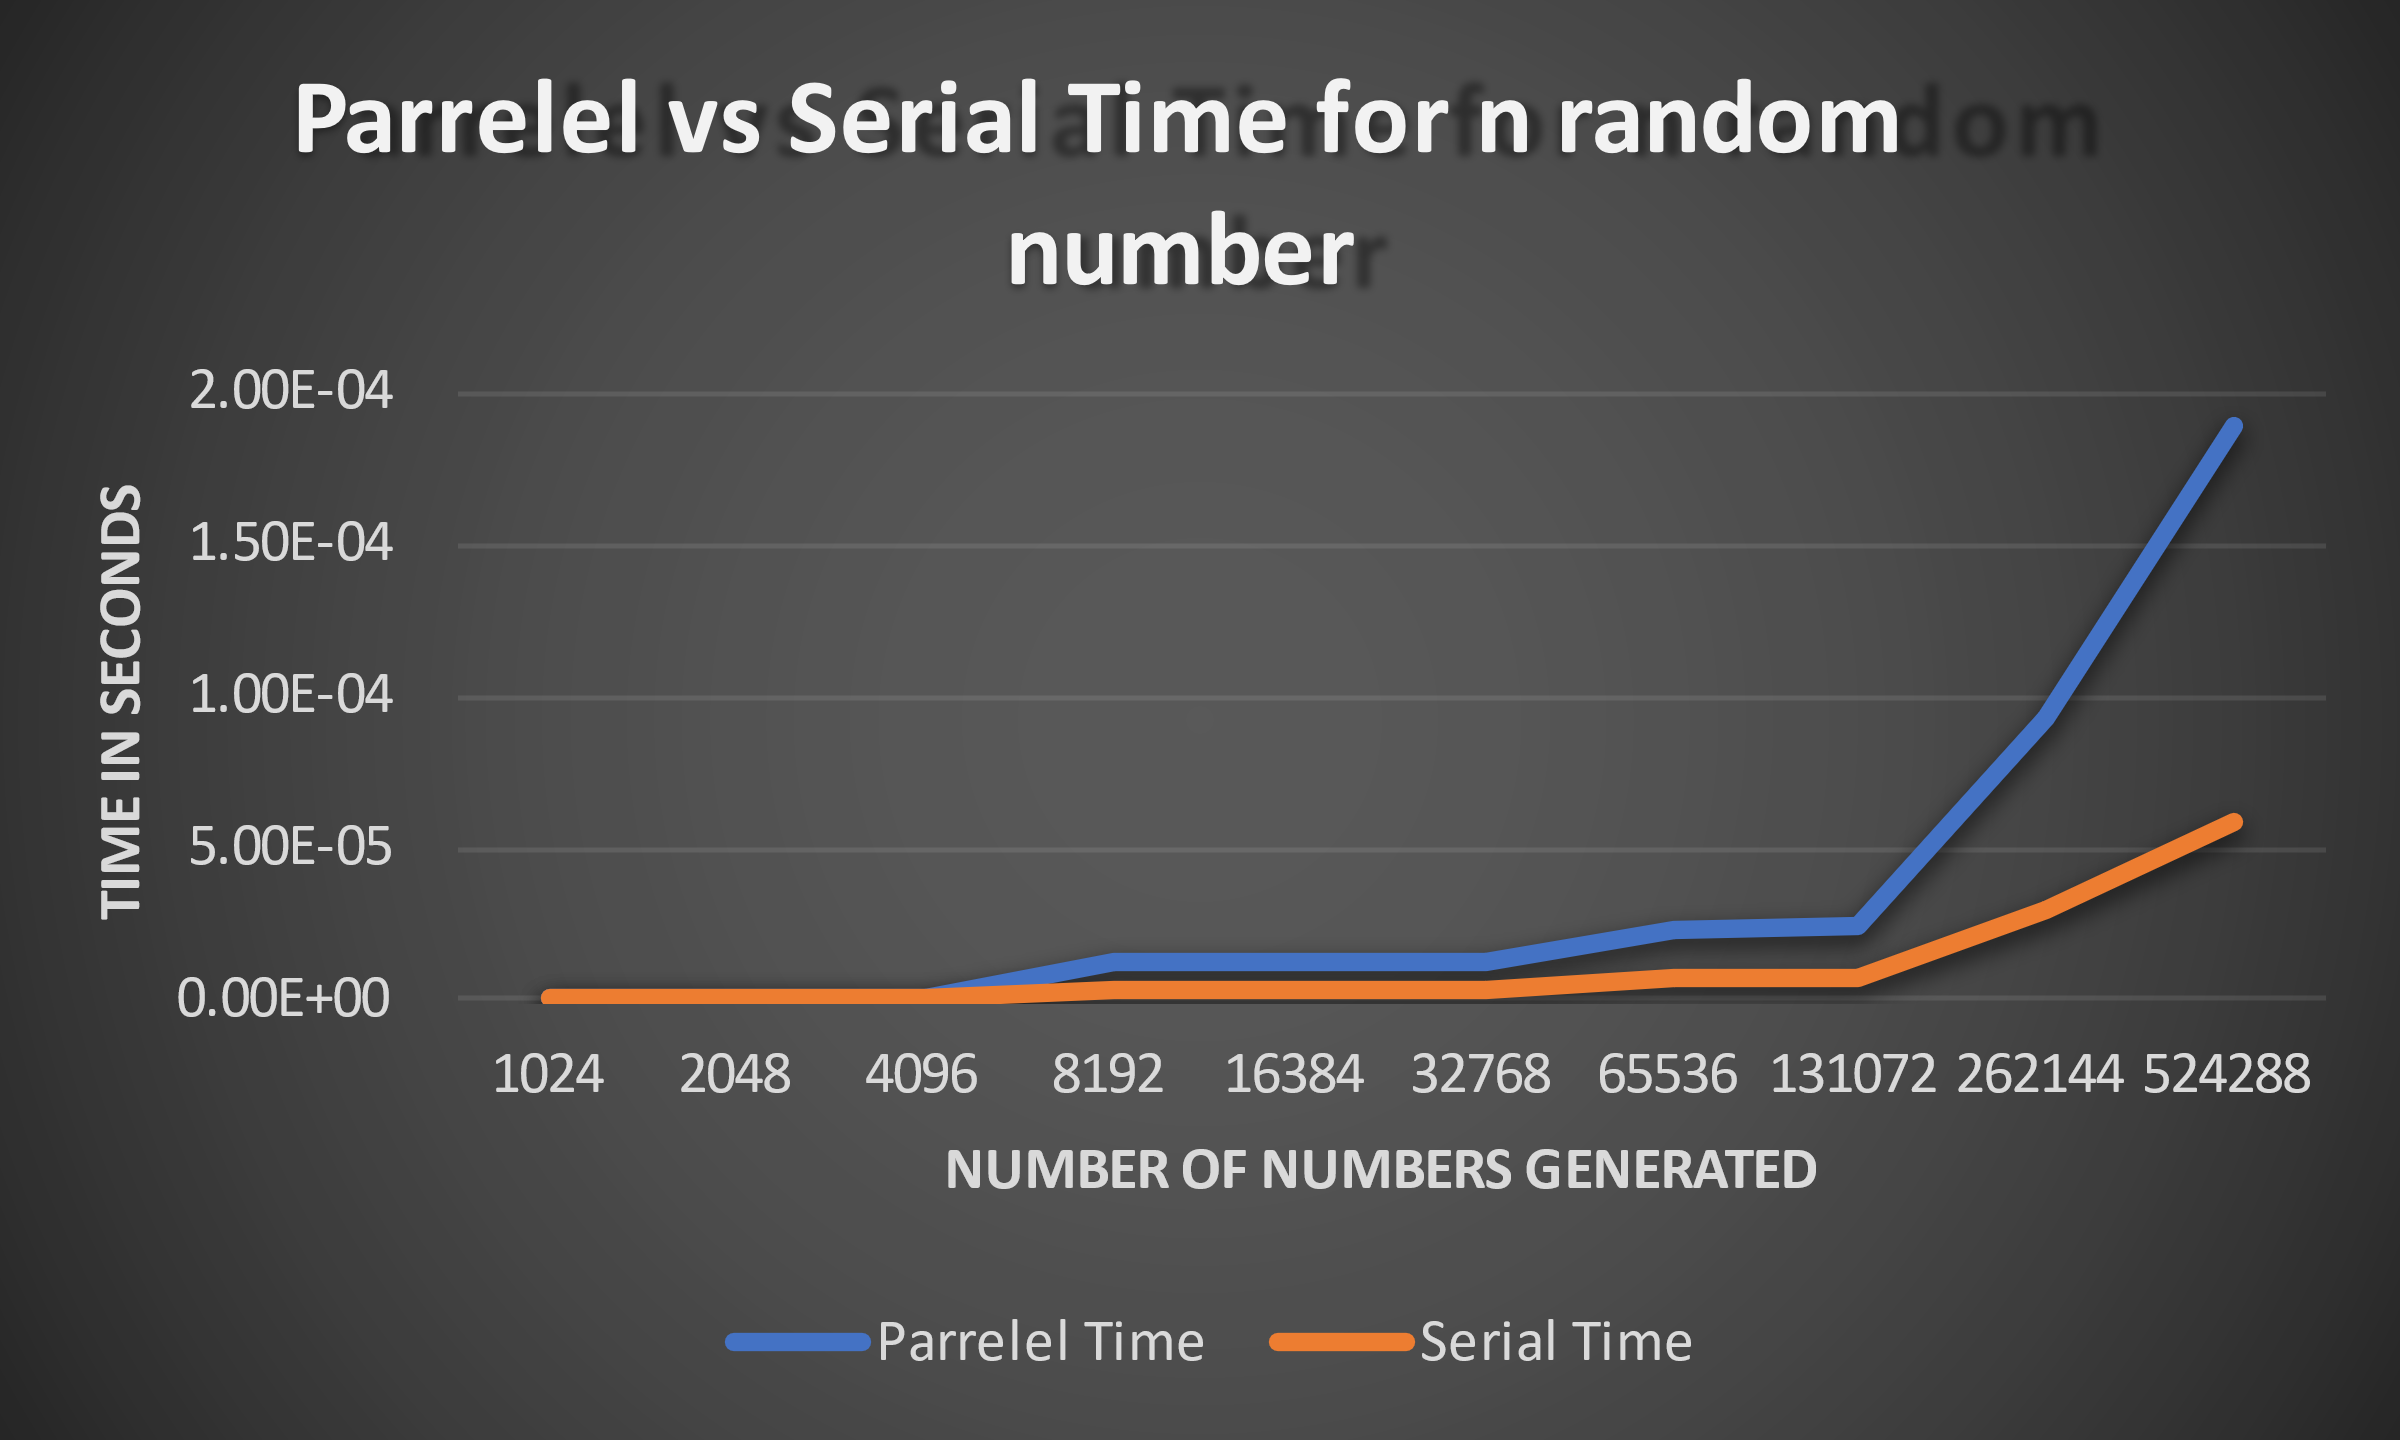 Parrelel vs Serial Time for n random
number
2.00E-04
1.50E-04
1.00E-04
5.00E-05
0.00E+00
TIME IN SECONDS
1024 2048 4096 8192 16384 32768 65536 131072 262144 524288
NUMBER OF NUMBERS GENERATED
Parrelel Time Serial Time